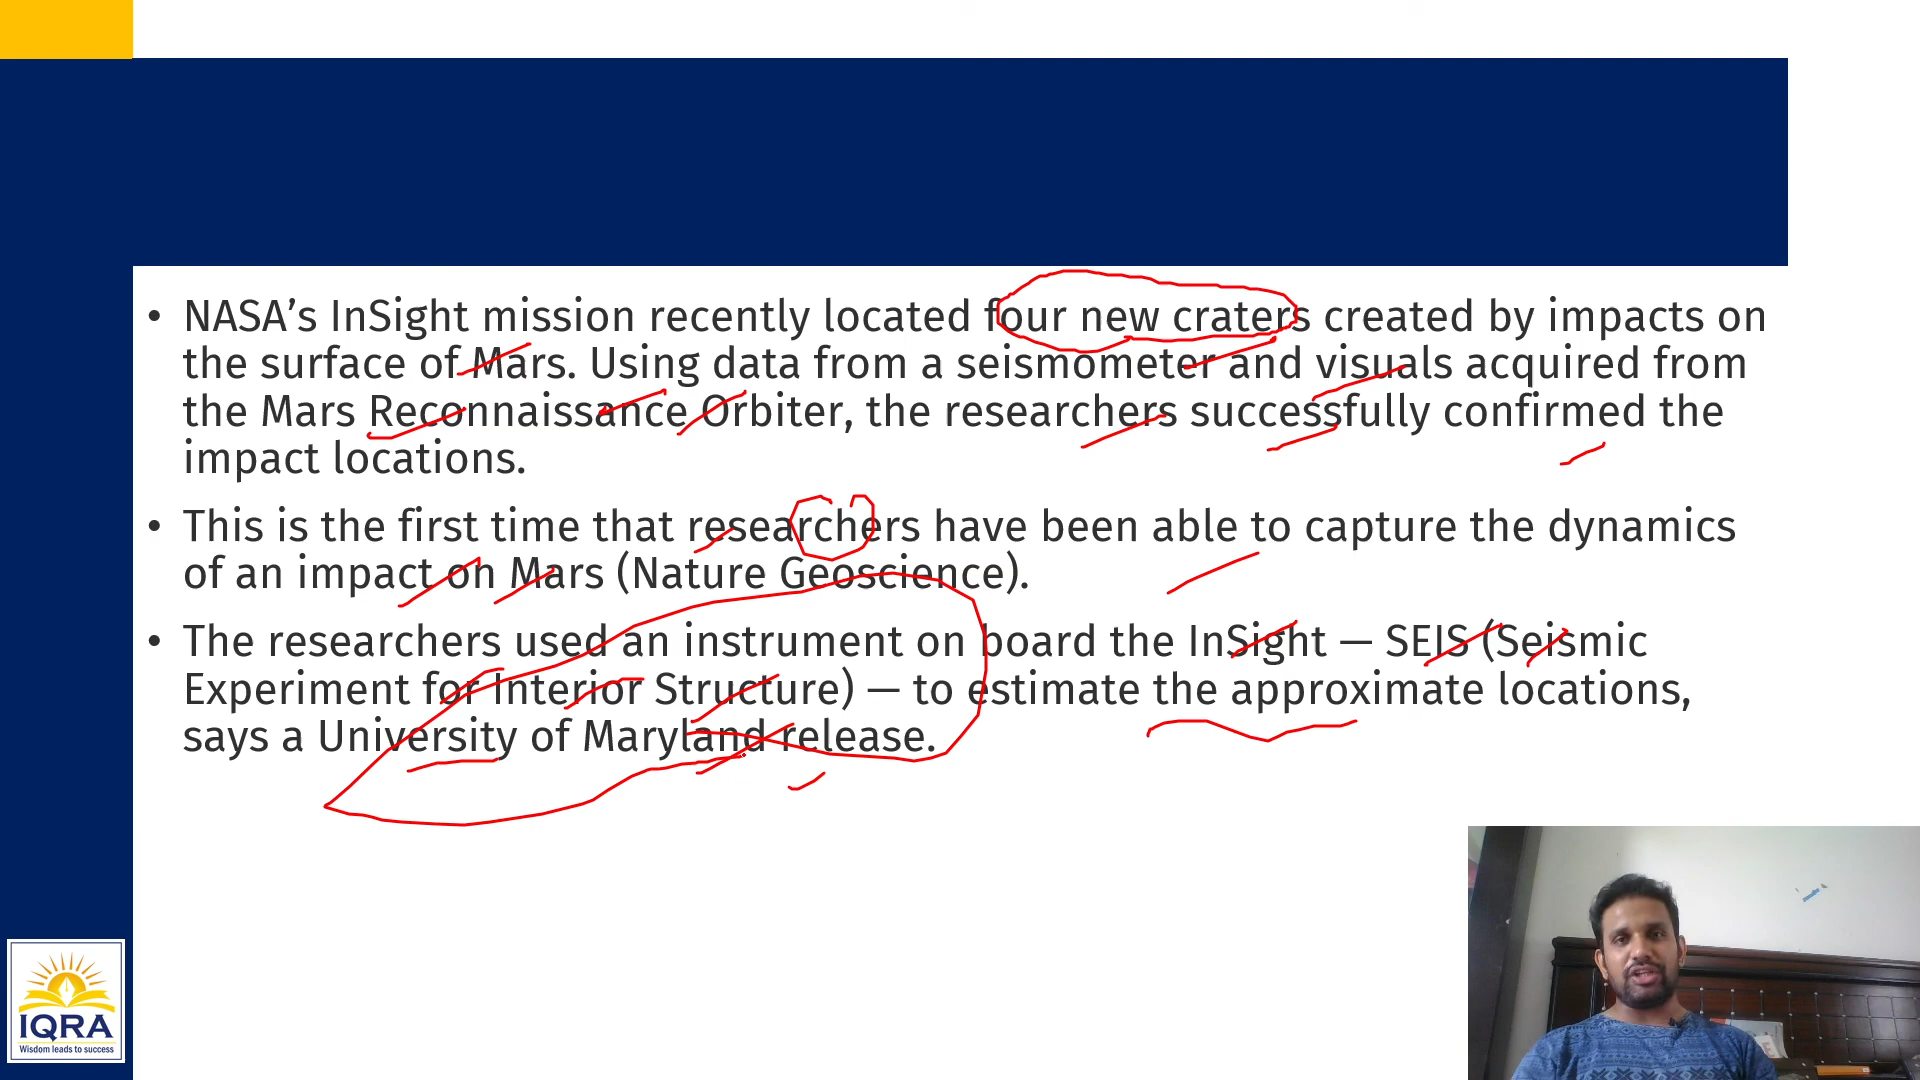 • NASA’s InSight mission recently located four new craters created by impacts on
the surface of Mars. Using data from a seismometer and visuals acquired from
the Mars Reconnaissance Orbiter, the researchers successfully confirmed the
impact locations.
• This is the first time that researchers have been able to capture the dynamics
of an impact on Mars (Nature Geoscience).
• The researchers used an instrument on board the InSight — SEIS (Seismic
Experiment for Interior Structure) — to estimate the approximate locations,
says a University of Maryland release.
IQRA
Wisdom leads to success